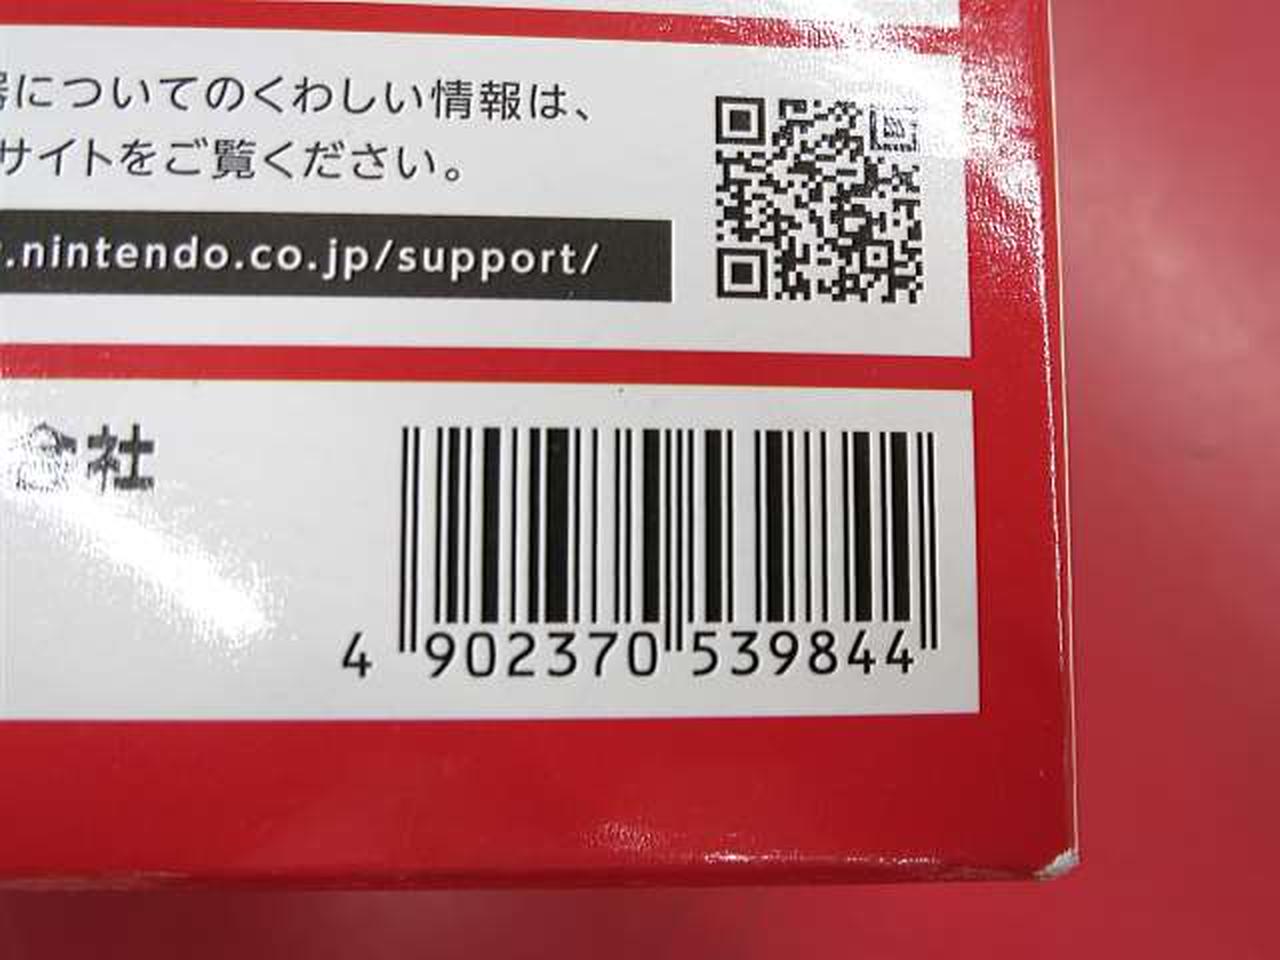 についてのくわしい情報は、
サイトをご覧ください。
.nintendo.co.jp/support/
会社
4 902370 539844